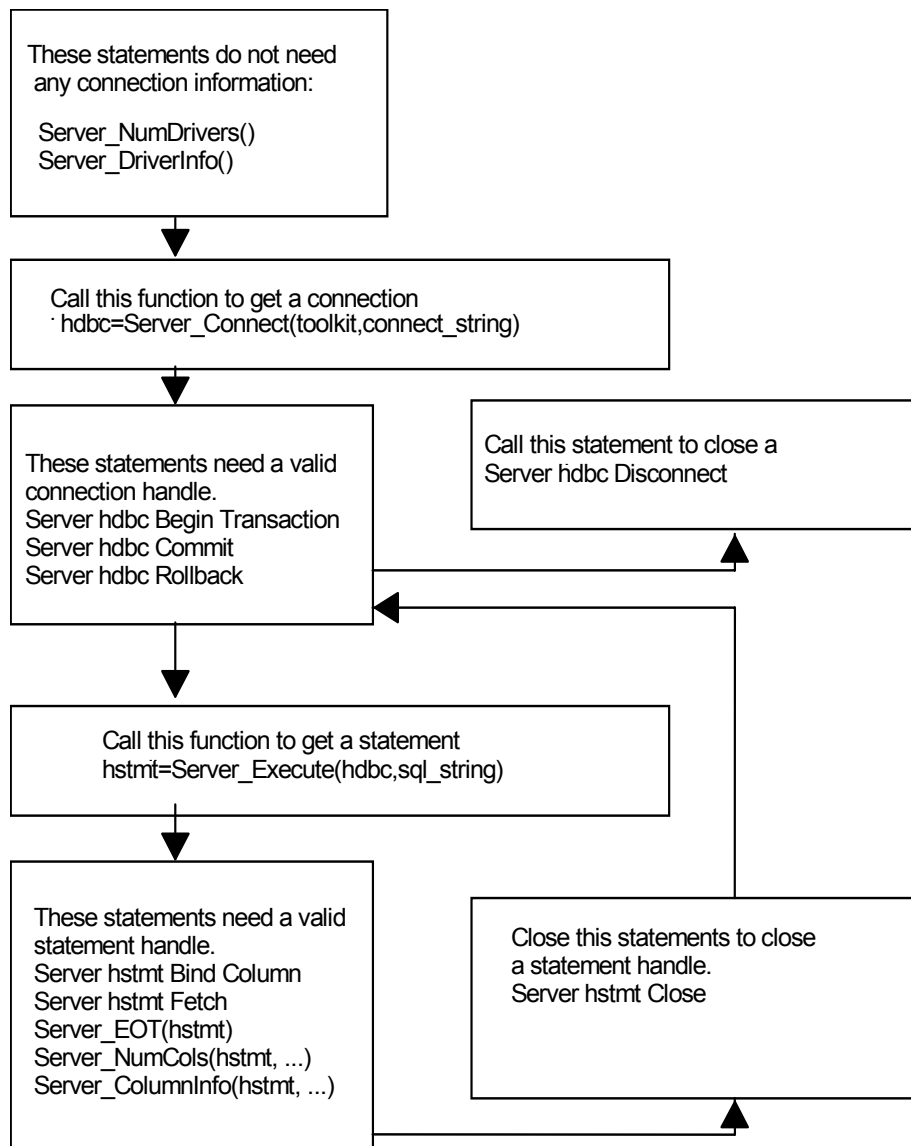 These statements do not need
any connection information:
Server_NumDrivers()
Server_DriverInfo()
Call this function to get a connection
hdbc=Server_Connect(toolkit,connect_string)
These statements need a valid
connection handle.
Server hdbc Begin Transaction
Server hdbc Commit
Server hdbc Rollback
Call this statement to close a
Server hdbc Disconnect
Call this function to get a statement
hstmt=Server_Execute(hdbc,sql_string)
These statements need a valid
statement handle.
Server hstmt Bind Column
Server hstmt Fetch
Server_EOT(hstmt)
Server_NumCols(hstmt, ...)
Server_ColumnInfo(hstmt, ...)
Close this statements to close
a statement handle.
Server hstmt Close